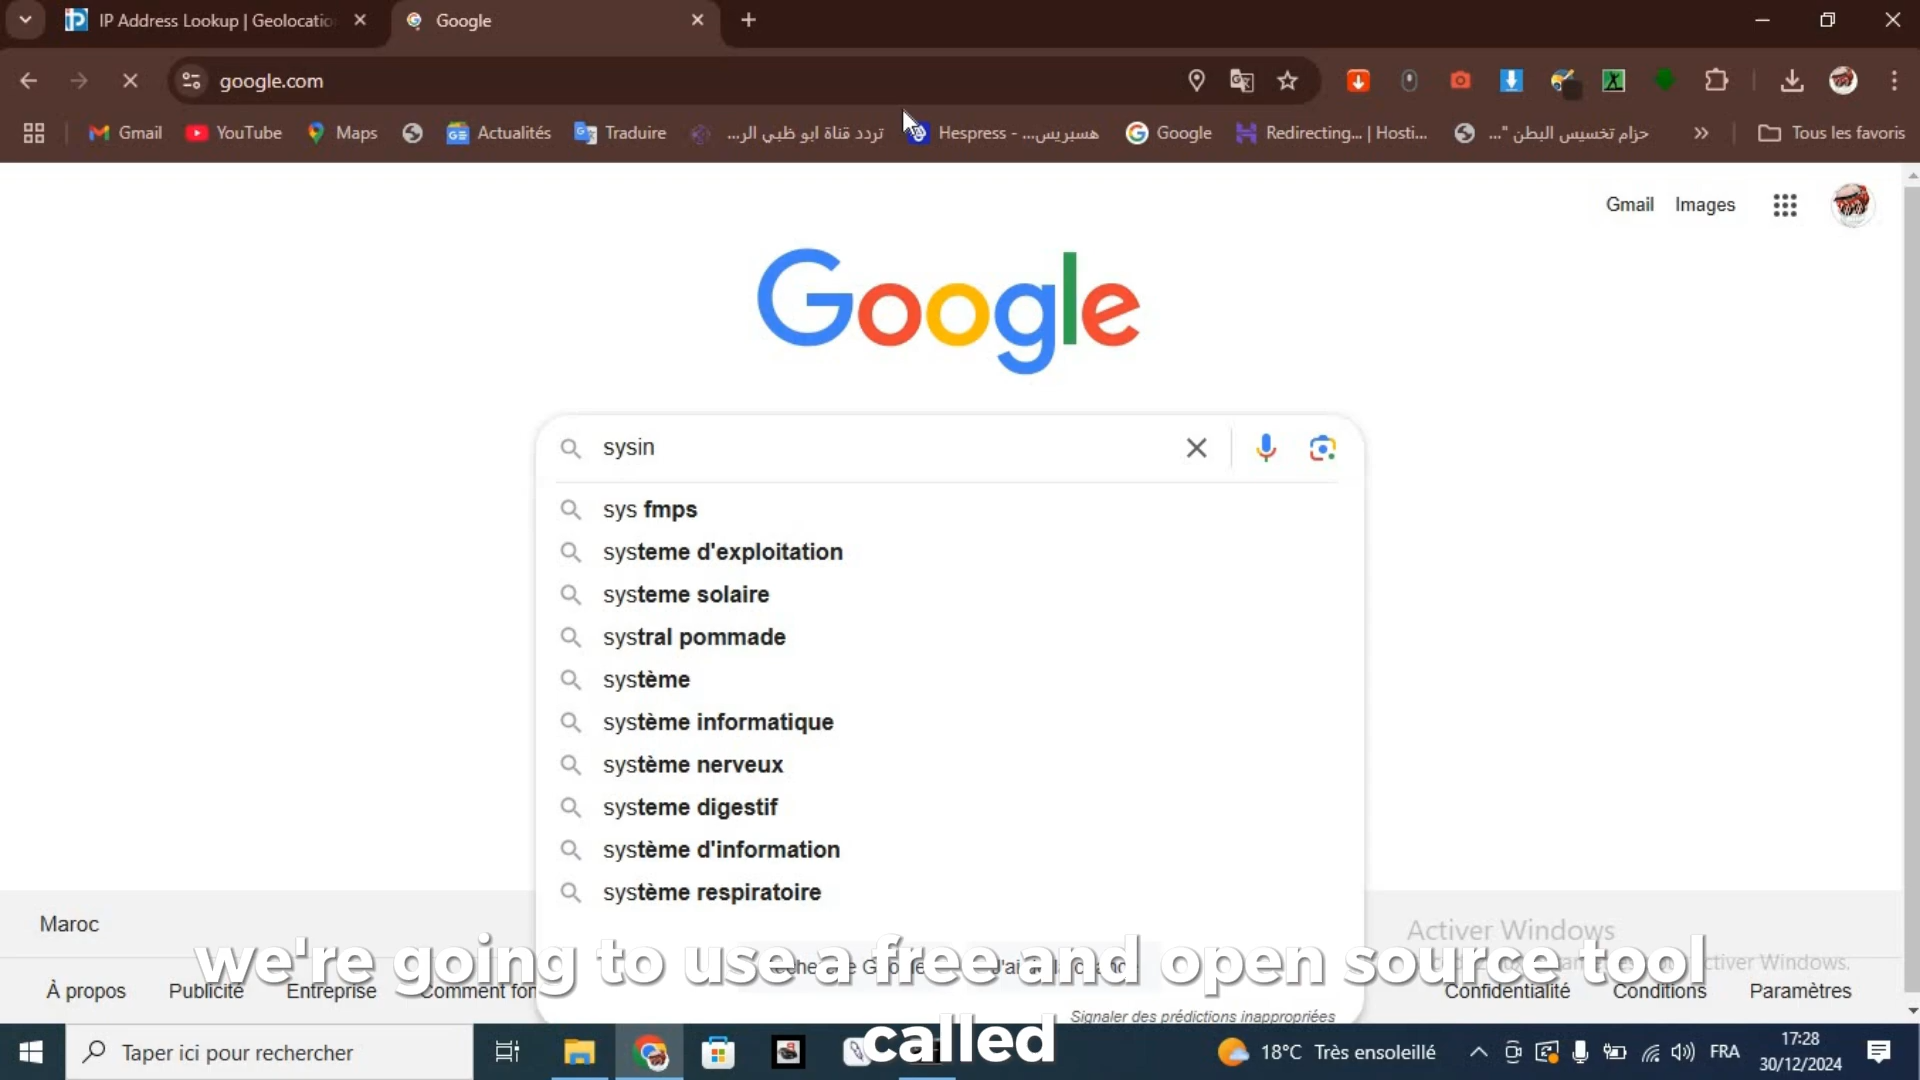 IP Address Lookup | Geolocatio
Google
google.com
Gmail
YouTube
Maps
Actualités
Traduire
تردد قناة ابو ظبي الر...
Hespress - هسبريس...
Google
Redirecting... | Hosti...
حزام تخسيس البطن "...
Tous les favoris
Gmail
Images
Google
sysin
sys fmps
systeme d'exploitation
systeme solaire
systral pommade
système
système informatique
système nerveux
systeme digestif
système d'information
système respiratoire
Maroc
Activer Windows
we're going to use a free and open source tool
called
À propos
Publicité
Entreprise
Comment fon
Confidentialité
Conditions
Paramètres
Signaler des prédictions inappropriées
Taper ici pour rechercher
18°C Très ensoleillé
FRA
17:28
30/12/2024